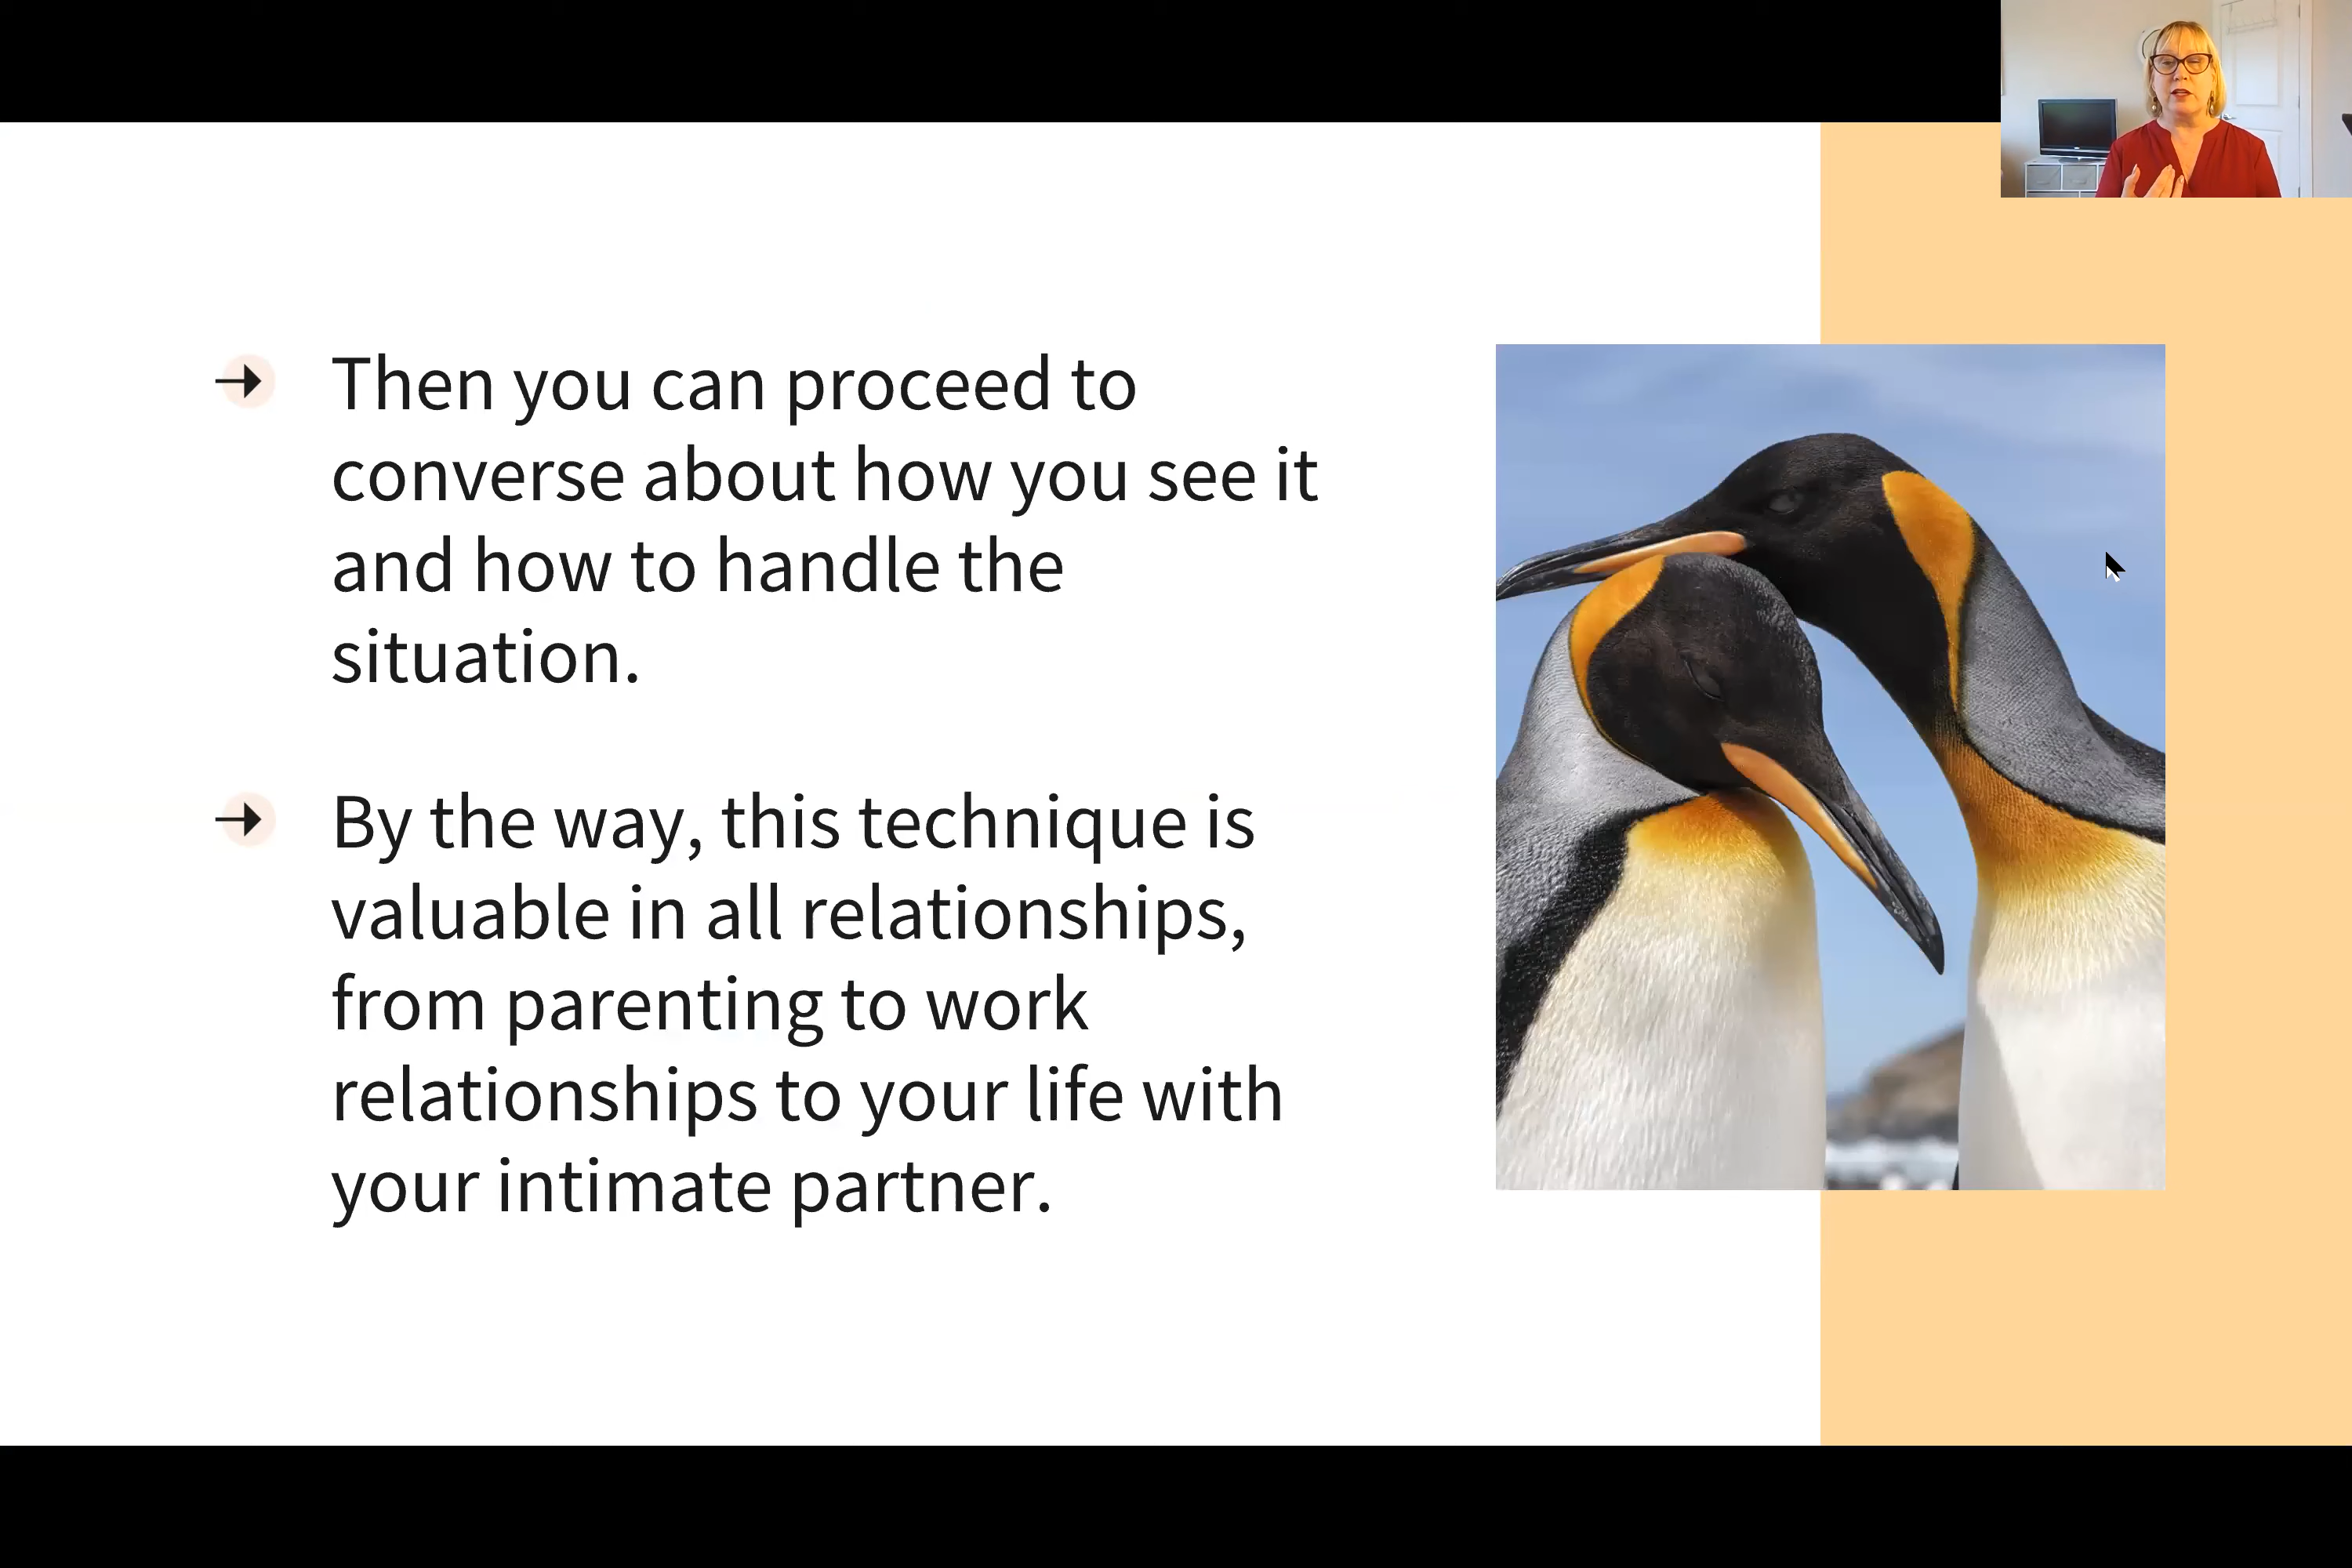 Then you can proceed to
converse about how you see it
and how to handle the
situation.
By the way, this technique is
valuable in all relationships,
from parenting to work
relationships to your life with
your intimate partner.